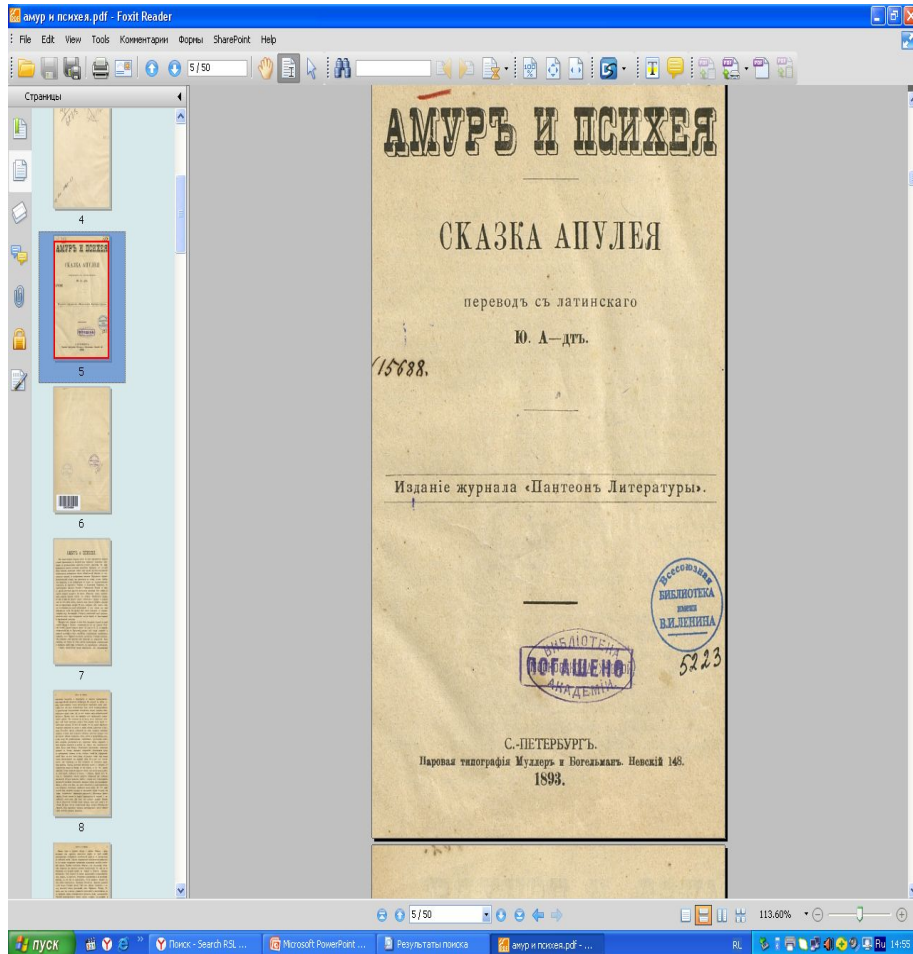 амур и психея.pdf - Foxit Reader
File Edit View Tools Комментарии Формы SharePoint Help
5 / 50
Страницы
4
5
6
7
8
АМУРЪ И ПСИХЕЯ
СКАЗКА АПУЛЕЯ
переводъ съ латинскаго
Ю. А—дтъ.
15688.
Изданіе журнала «Пантеонъ Литературы».
Всесоюзная
БИБЛИОТЕКА
имени
В.И.ЛЕНИНА
5223
БИБЛІОТЕКА
ПОГАШЕНО
АКАДЕМІИ
С.-ПЕТЕРБУРГЪ.
Паровая типографія Муллеръ и Богельманъ. Невскій 148.
1893.
5 / 50
113.60%
пуск
Поиск - Search RSL ...
Microsoft PowerPoint ...
Результаты поиска
амур и психея.pdf - ...
RL
Ru
14:55